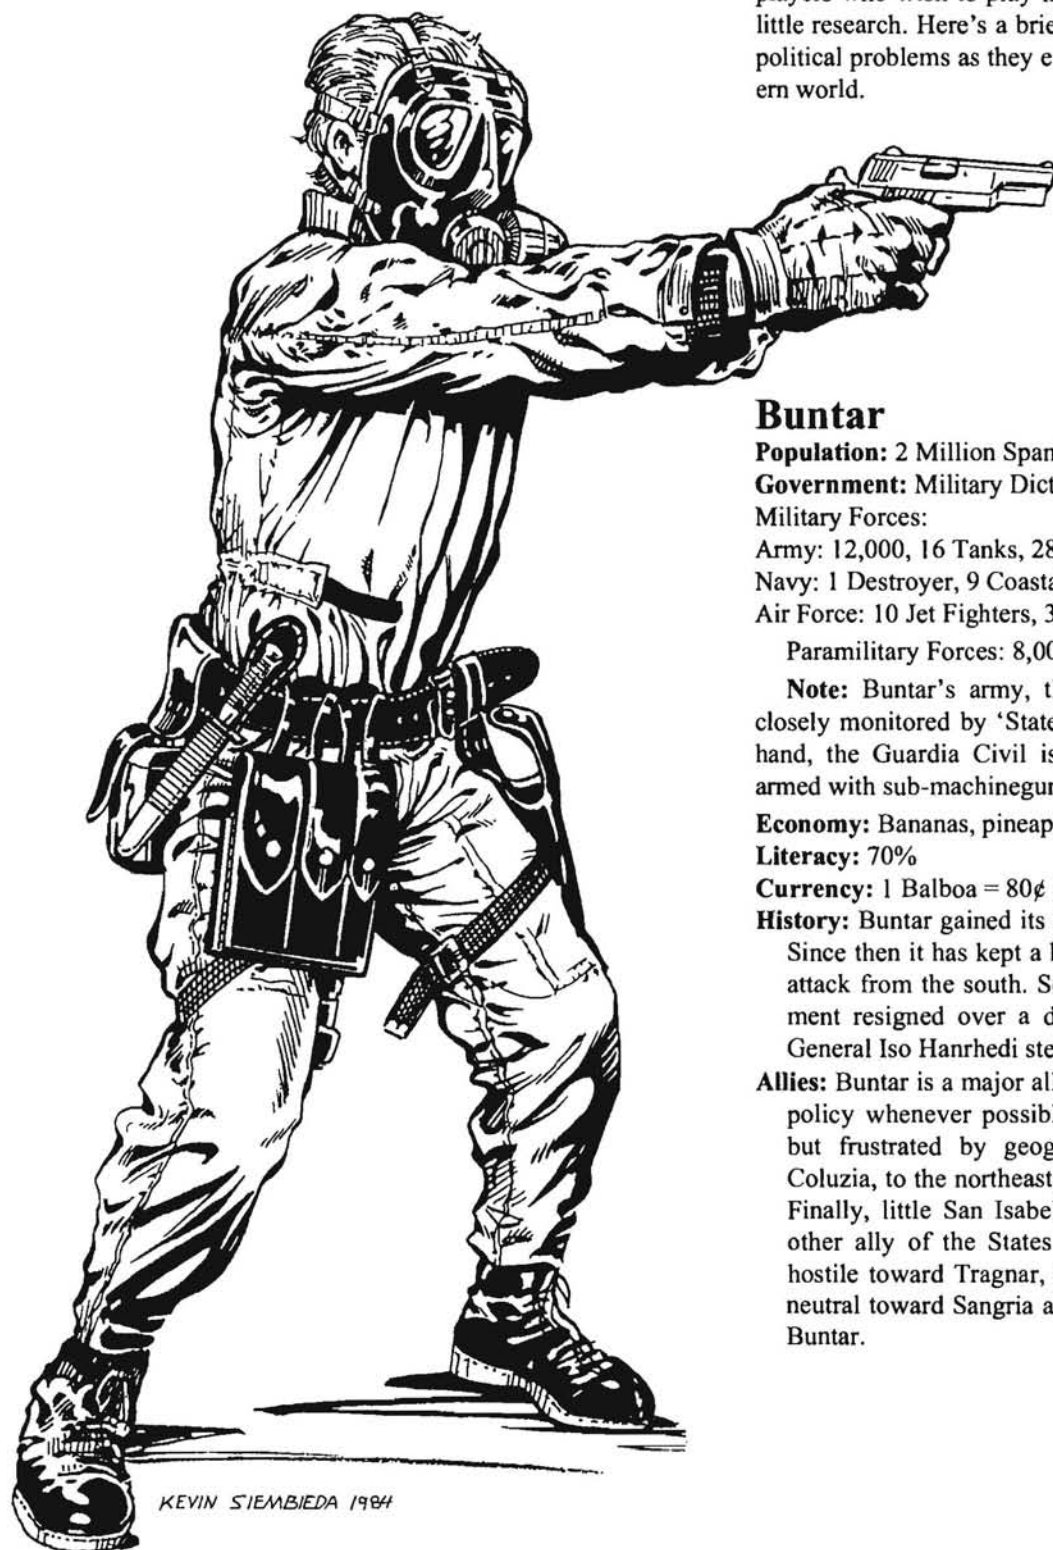 players who wish to play
little research. Here's a brie
political problems as they e
ern world.
Buntar
Population: 2 Million Span
Government: Military Dict
Military Forces:
Army: 12,000, 16 Tanks, 28
Navy: 1 Destroyer, 9 Coasta
Air Force: 10 Jet Fighters, 3
Paramilitary Forces: 8,00
Note: Buntar's army, t
closely monitored by ‘State
hand, the Guardia Civil is
armed with sub-machinegun
Economy: Bananas, pineap
Literacy: 70%
Currency: 1 Balboa = 80¢
History: Buntar gained its
Since then it has kept a l
attack from the south. S
ment resigned over a d
General Iso Hanrhedi ste
Allies: Buntar is a major all
policy whenever possibl
but frustrated by geog
Coluzia, to the northeast
Finally, little San Isabe
other ally of the States
hostile toward Tragnar,
neutral toward Sangria a
Buntar.
KEVIN SIEMBIEDA 1984